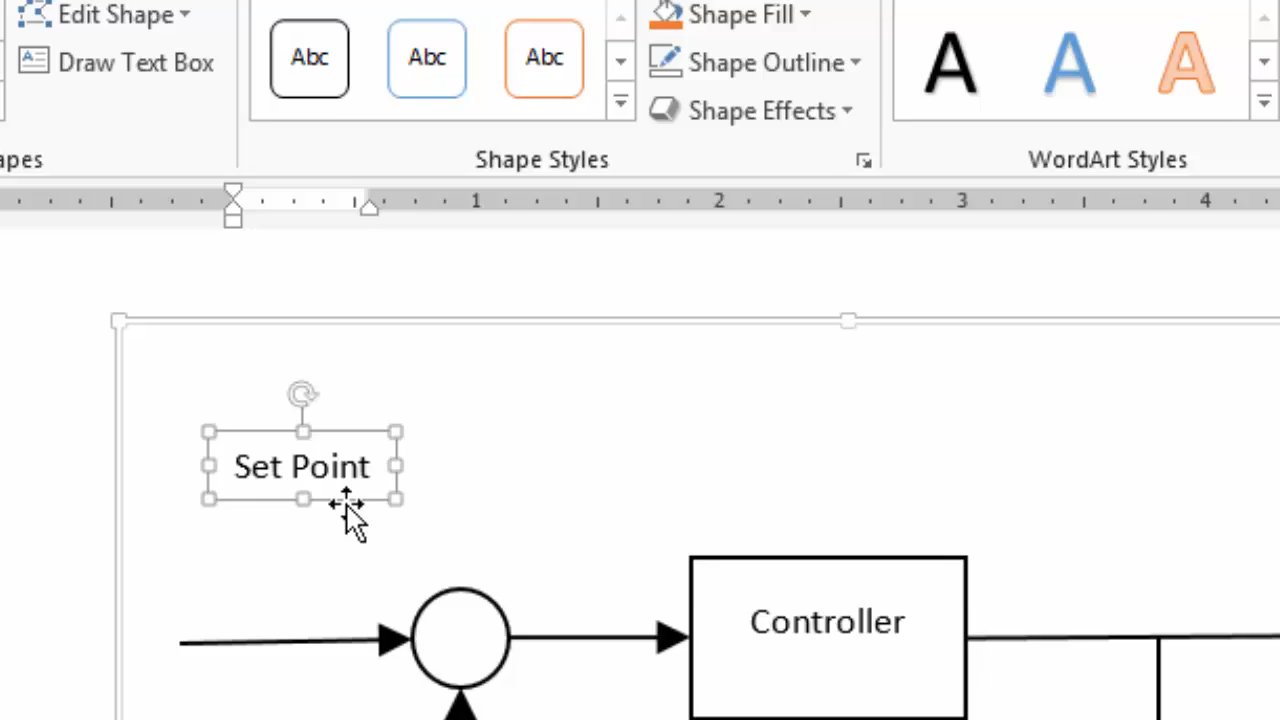 Edit Shape
Draw Text Box
Abc Abc Abc
Shape Fill
Shape Outline
Shape Effects
A A A
apes
Shape Styles
WordArt Styles
1 2 3 4
Set Point
Controller